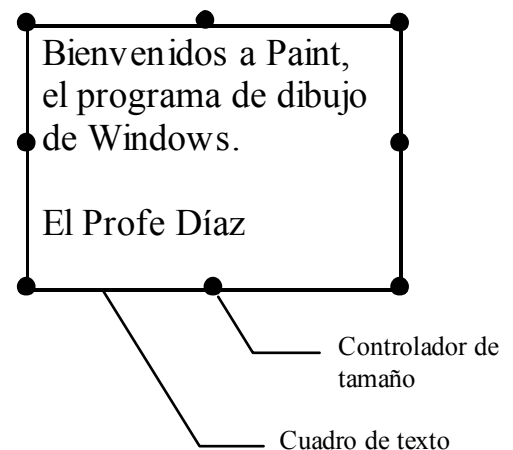 Bienvenidos a Paint,
el programa de dibujo
de Windows.
El Profe Díaz
Controlador de
tamaño
Cuadro de texto